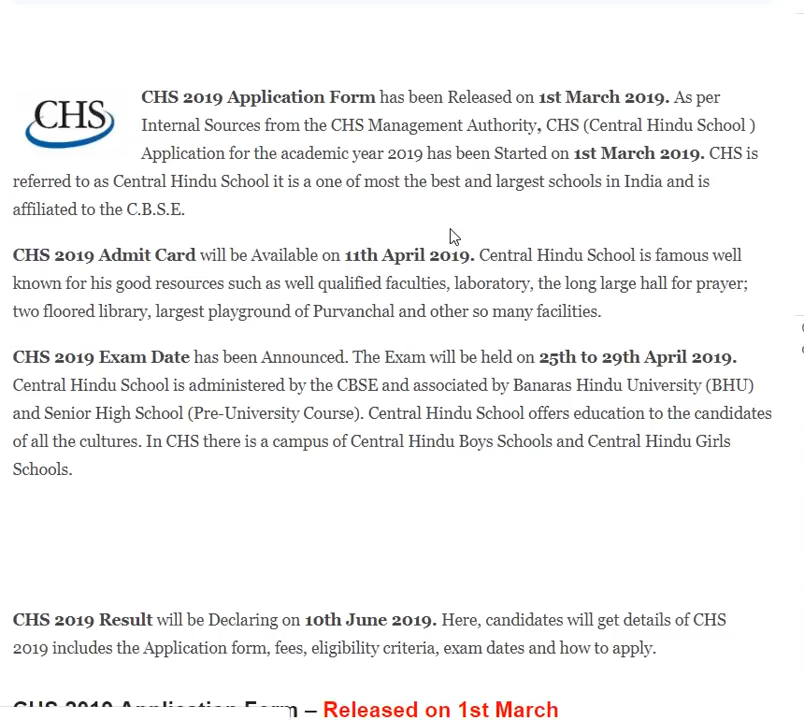 CHS
CHS 2019 Application Form has been Released on 1st March 2019. As per
Internal Sources from the CHS Management Authority, CHS (Central Hindu School )
Application for the academic year 2019 has been Started on 1st March 2019. CHS is
referred to as Central Hindu School it is a one of most the best and largest schools in India and is
affiliated to the C.B.S.E.
CHS 2019 Admit Card will be Available on 11th April 2019. Central Hindu School is famous well
known for his good resources such as well qualified faculties, laboratory, the long large hall for prayer;
two floored library, largest playground of Purvanchal and other so many facilities.
CHS 2019 Exam Date has been Announced. The Exam will be held on 25th to 29th April 2019.
Central Hindu School is administered by the CBSE and associated by Banaras Hindu University (BHU)
and Senior High School (Pre-University Course). Central Hindu School offers education to the candidates
of all the cultures. In CHS there is a campus of Central Hindu Boys Schools and Central Hindu Girls
Schools.
CHS 2019 Result will be Declaring on 10th June 2019. Here, candidates will get details of CHS
2019 includes the Application form, fees, eligibility criteria, exam dates and how to apply.
CHS 2019 Application Form – Released on 1st March